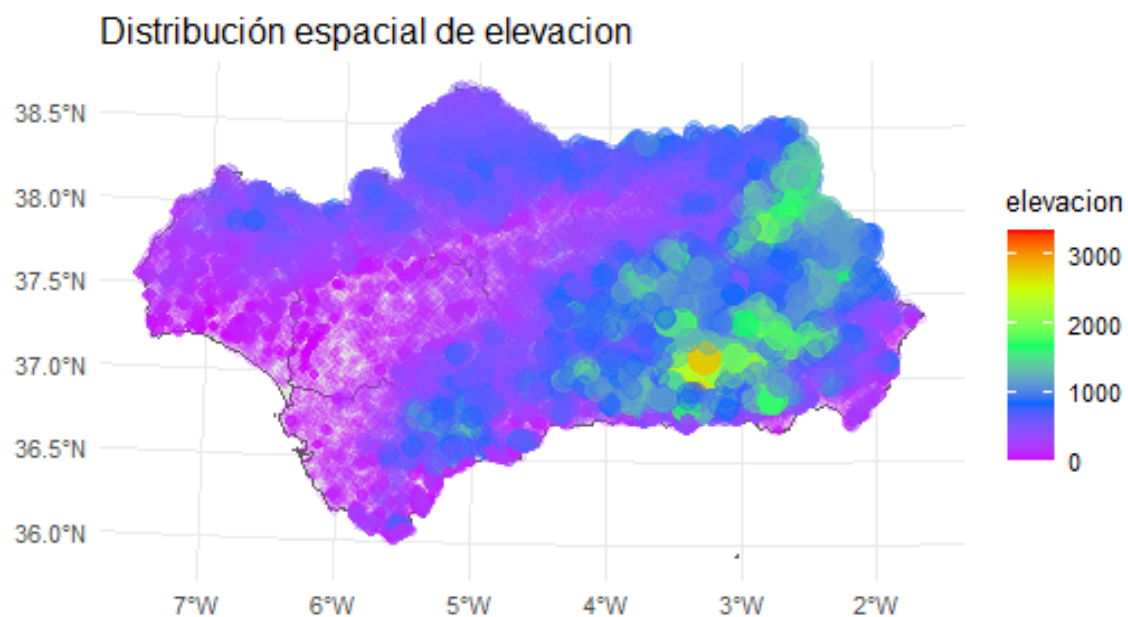 Distribución espacial de elevacion
38.5°N
38.0°N
37.5°N
37.0°N
36.5°N
36.0°N
7°W
6°W
5°W
4°W
3°W
2°W
elevacion
3000
2000
1000
0